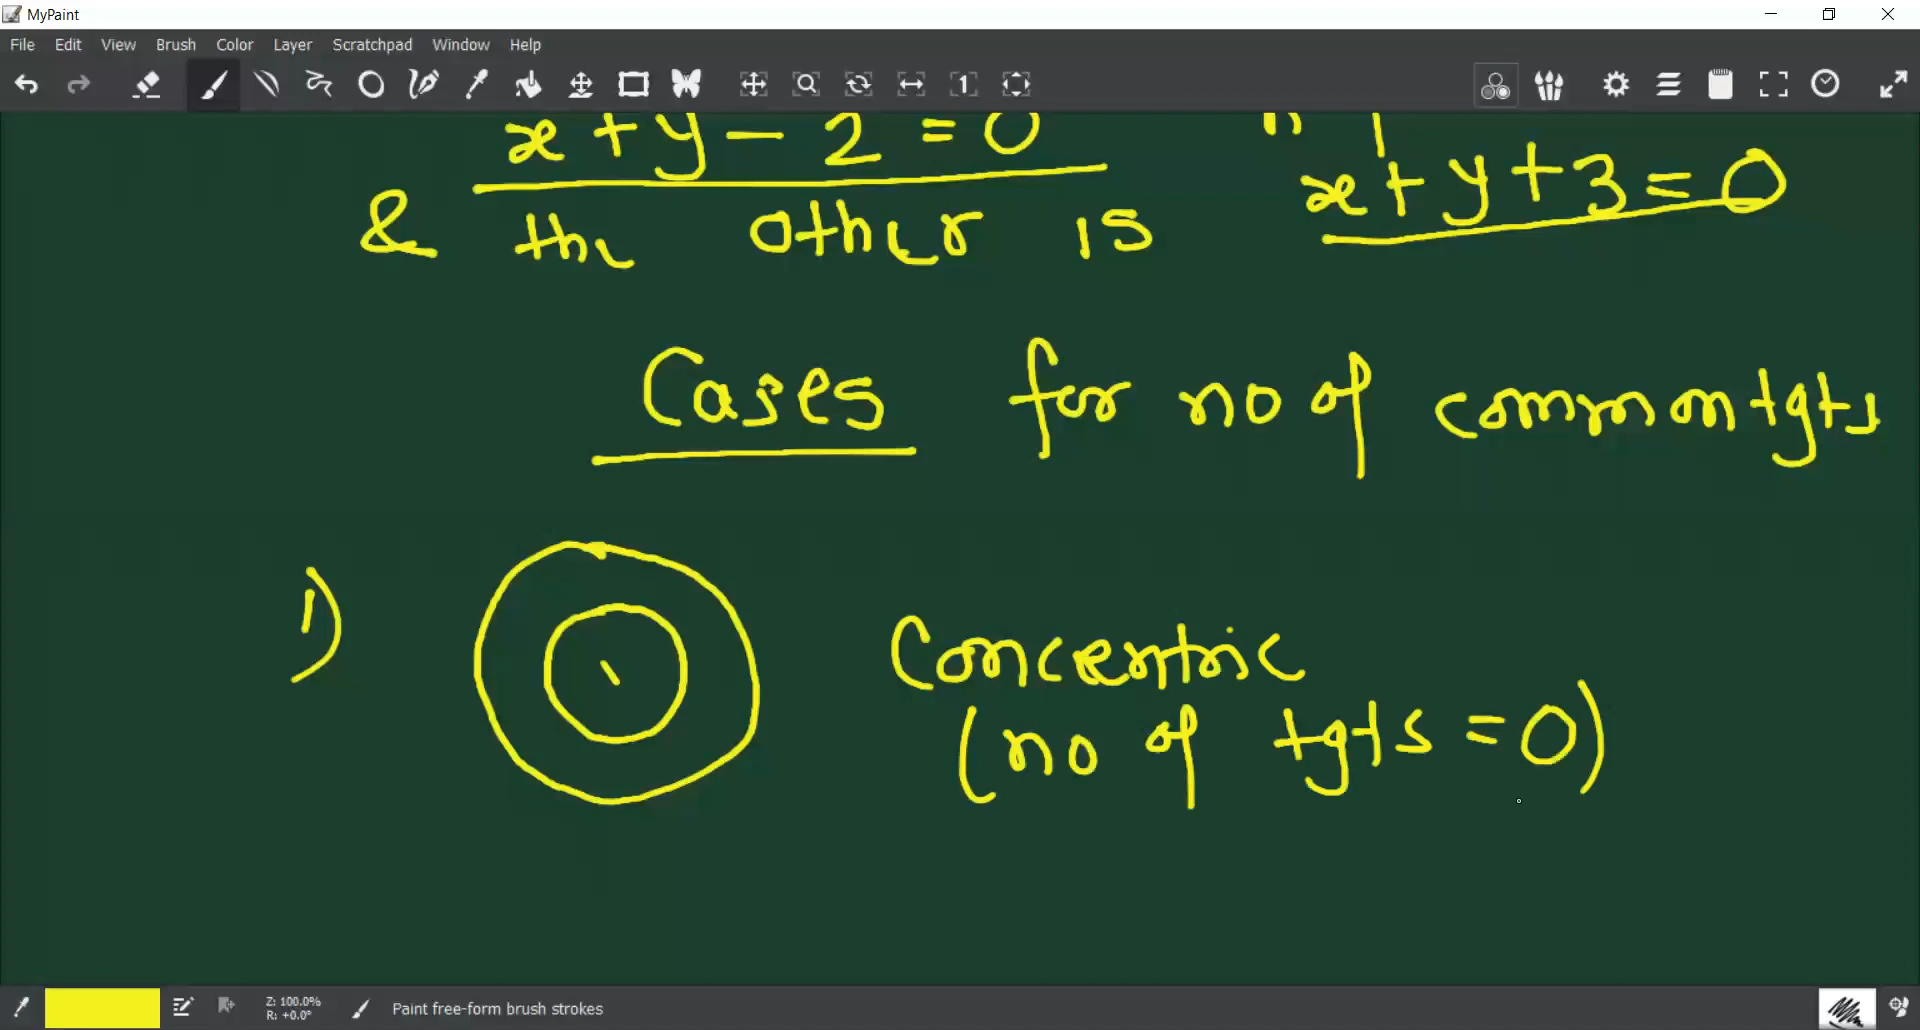 MyPaint
File Edit View Brush Color Layer Scratchpad Window Help
x + y - 2 = 0
x + y + 3 = 0
& the other is
Cases for no of common tgts
1)
Concentric
(no of tgts = 0)
Z: 100.0%
R: +0.0°
Paint free-form brush strokes